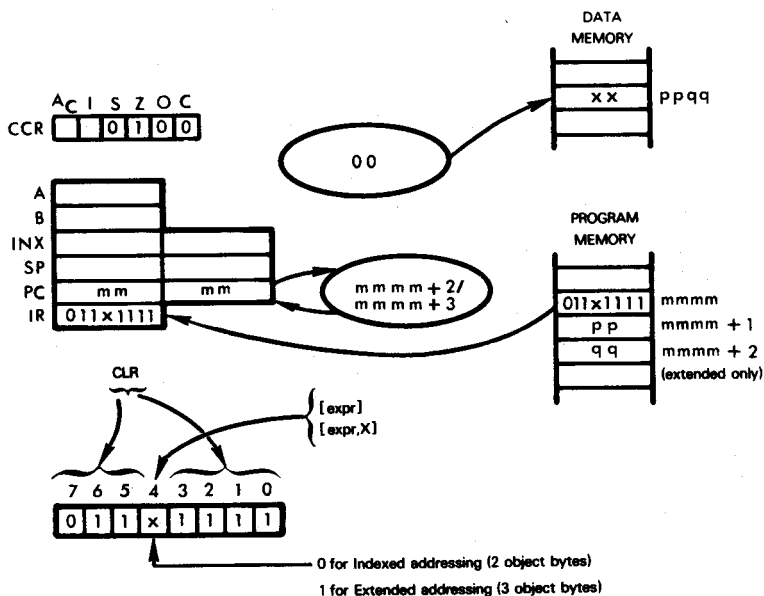 DATA
MEMORY
xx ppqq
AC I S Z O C
CCR 0 1 0 0
00
A
B
INX
SP
PC mm mm
IR 011x1111
mmmm + 2/
mmmm + 3
PROGRAM
MEMORY
011x1111 mmmm
pp mmmm + 1
qq mmmm + 2
(extended only)
CLR
[expr]
[expr,X]
7 6 5 4 3 2 1 0
0 1 1 x 1 1 1 1
0 for Indexed addressing (2 object bytes)
1 for Extended addressing (3 object bytes)